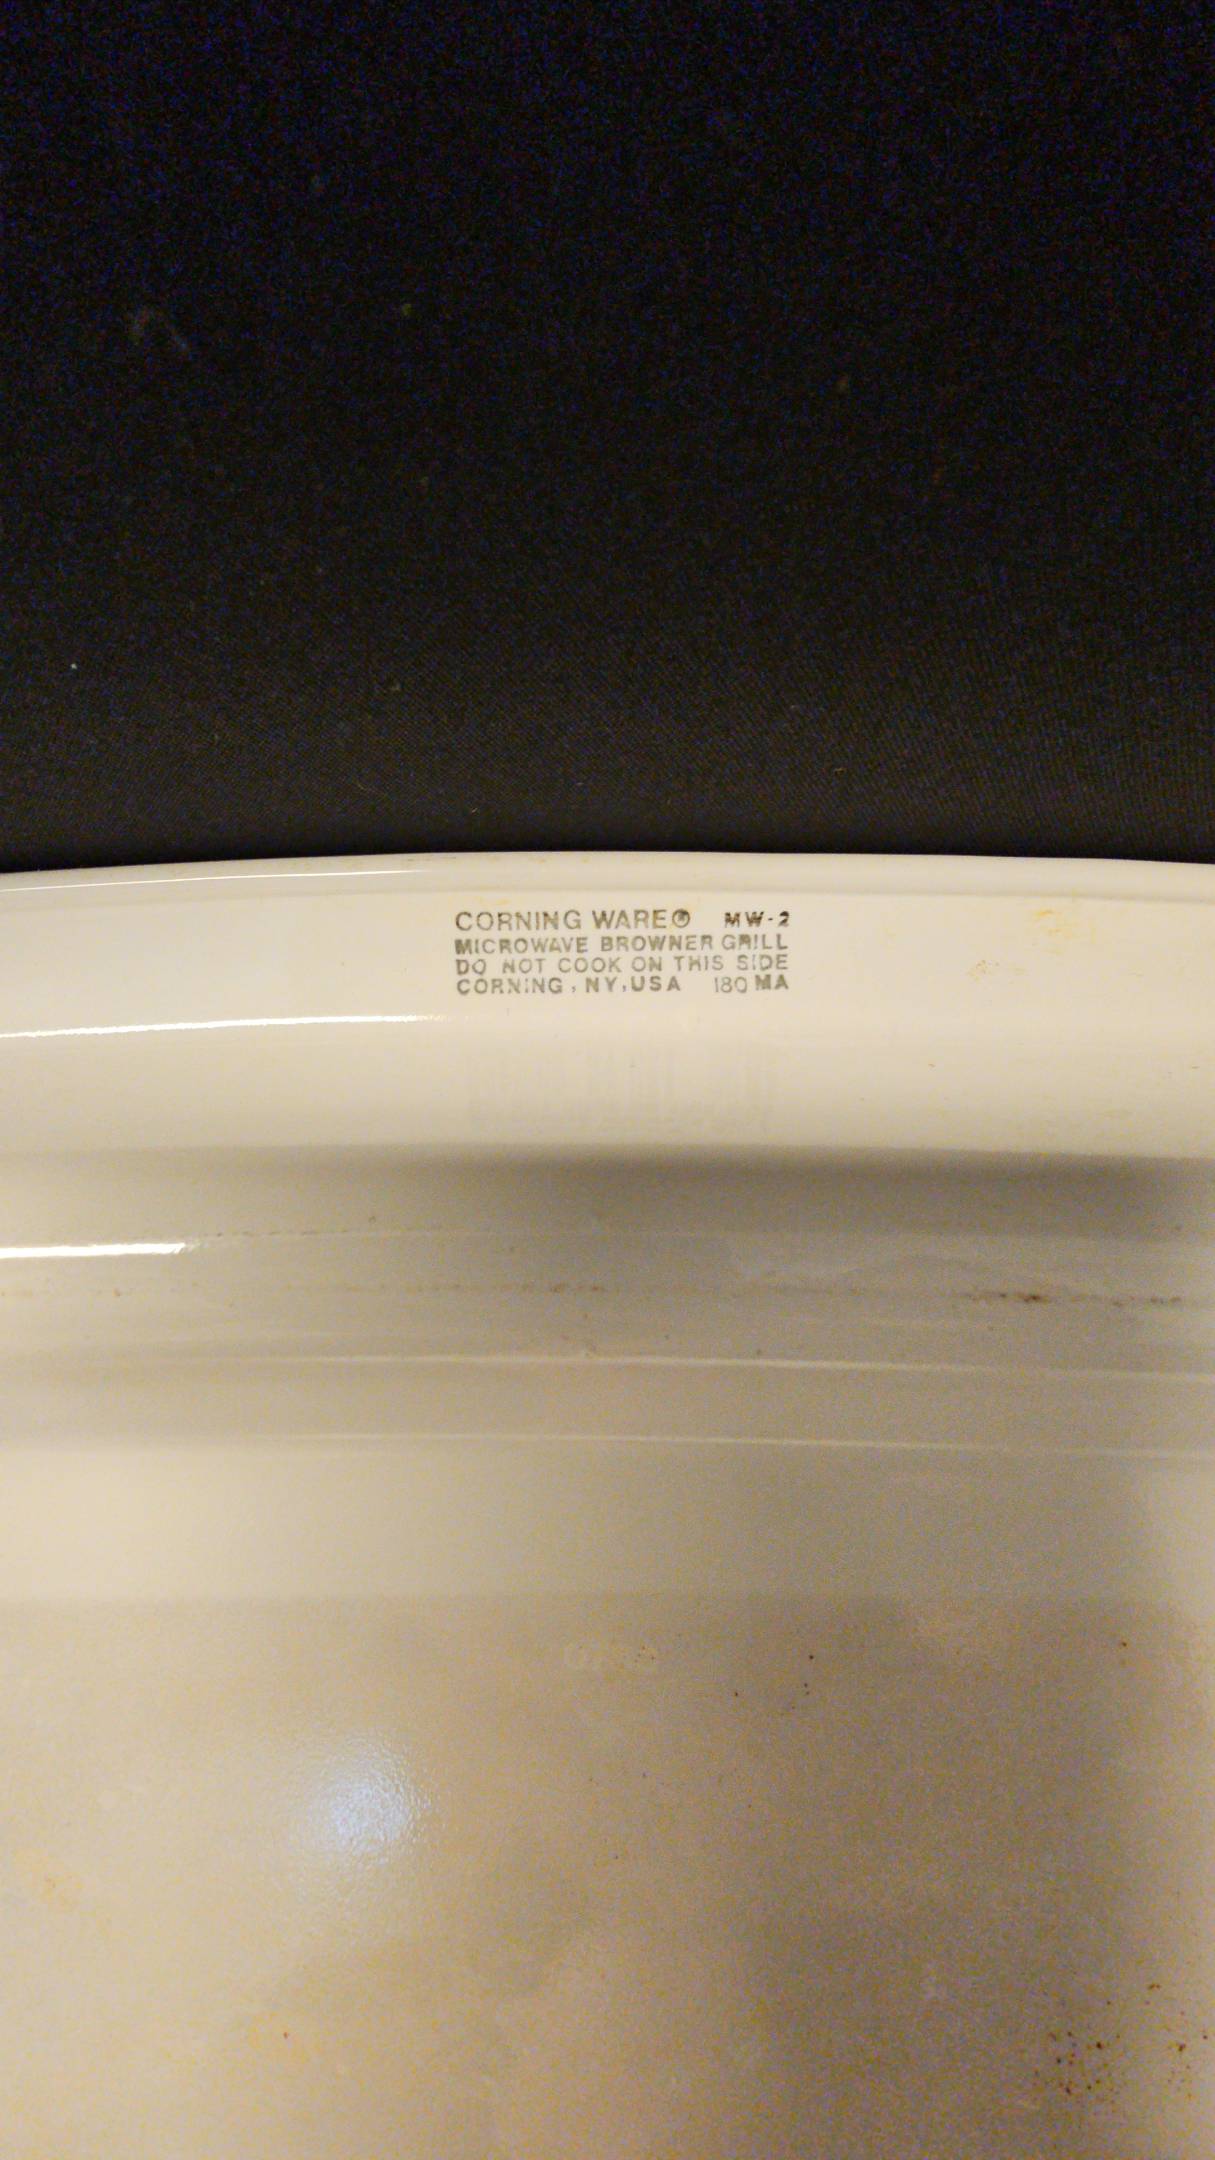 CORNING WARE® MW-2
MICROWAVE BROWNER GRILL
DO NOT COOK ON THIS SIDE
CORNING, NY, USA 180 MA